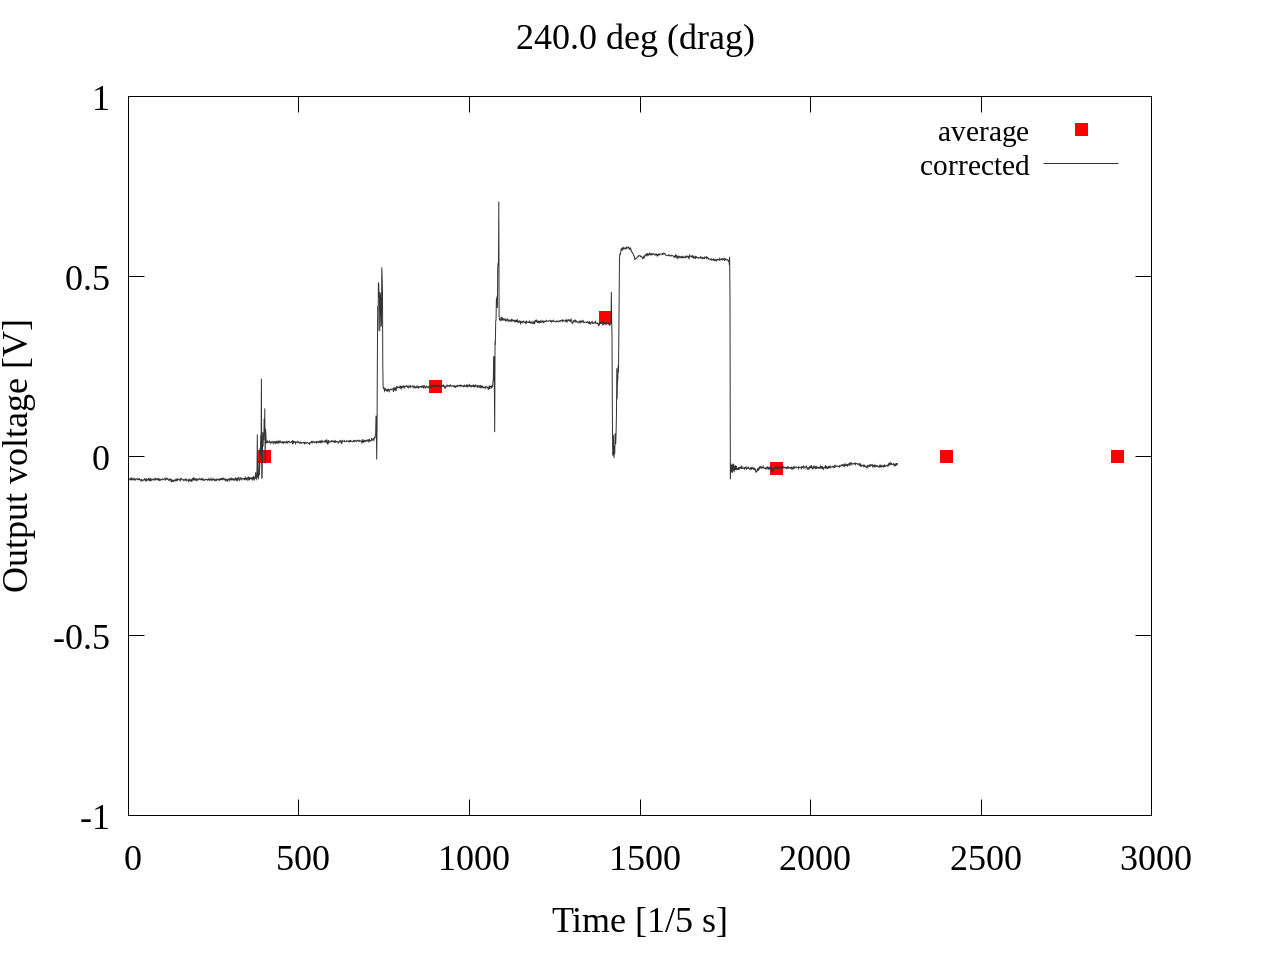 240.0 deg (drag)
average
corrected
Output voltage [V]
1
0.5
0
-0.5
-1
0 500 1000 1500 2000 2500 3000
Time [1/5 s]